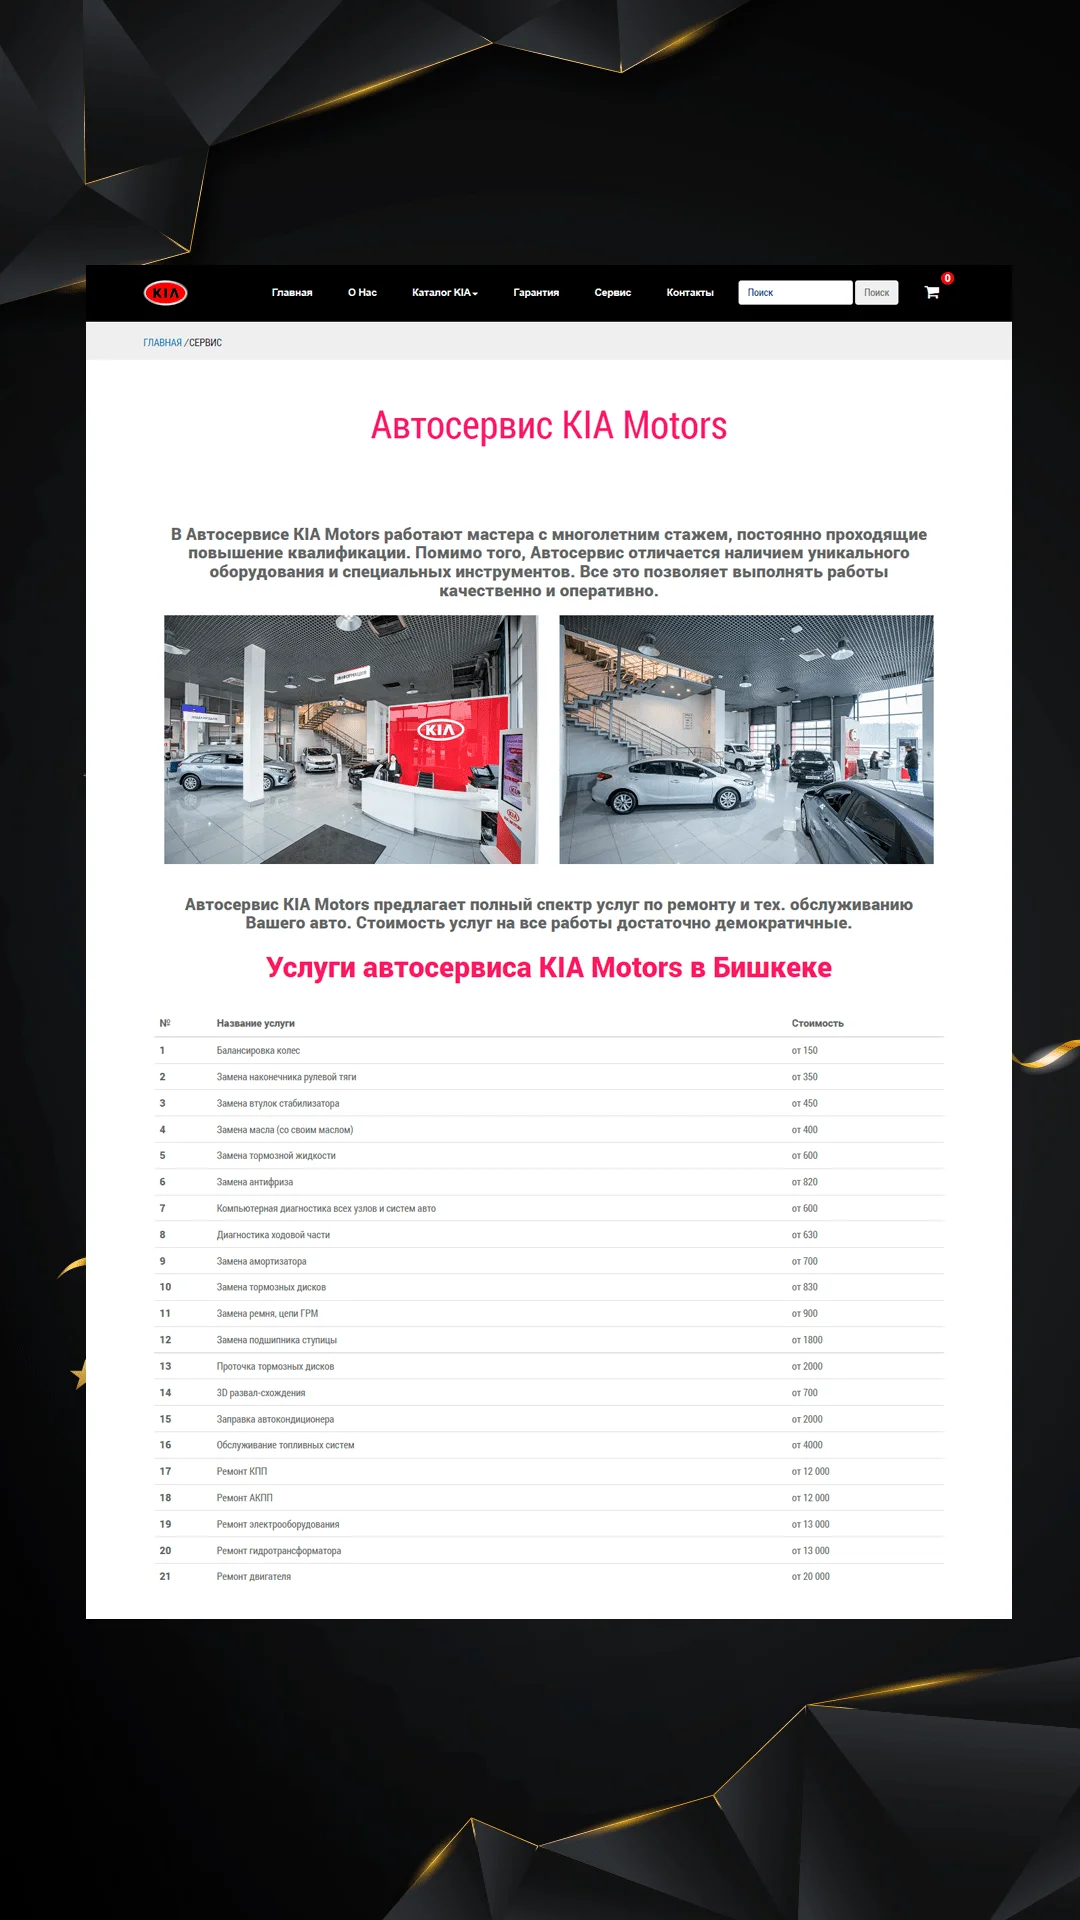 KIA
Главная
О Нас
Каталог KIA
Гарантия
Сервис
Контакты
Поиск
Поиск
0
ГЛАВНАЯ /СЕРВИС
Автосервис KIA Motors
В Автосервисе KIA Motors работают мастера с многолетним стажем, постоянно проходящие
повышение квалификации. Помимо того, Автосервис отличается наличием уникального
оборудования и специальных инструментов. Все это позволяет выполнять работы
качественно и оперативно.
ИНФОРМАЦИЯ
KIA
KIA
Автосервис KIA Motors предлагает полный спектр услуг по ремонту и тех. обслуживанию
Вашего авто. Стоимость услуг на все работы достаточно демократичные.
Услуги автосервиса KIA Motors в Бишкеке
№ Название услуги Стоимость
1 Балансировка колес от 150
2 Замена наконечника рулевой тяги от 350
3 Замена втулок стабилизатора от 450
4 Замена масла (со своим маслом) от 400
5 Замена тормозной жидкости от 600
6 Замена антифриза от 820
7 Компьютерная диагностика всех узлов и систем авто от 600
8 Диагностика ходовой части от 630
9 Замена амортизатора от 700
10 Замена тормозных дисков от 830
11 Замена ремня, цепи ГРМ от 900
12 Замена подшипника ступицы от 1800
13 Проточка тормозных дисков от 2000
14 3D развал-схождения от 700
15 Заправка автокондиционера от 2000
16 Обслуживание топливных систем от 4000
17 Ремонт КПП от 12 000
18 Ремонт АКПП от 12 000
19 Ремонт электрооборудования от 13 000
20 Ремонт гидротрансформатора от 13 000
21 Ремонт двигателя от 20 000